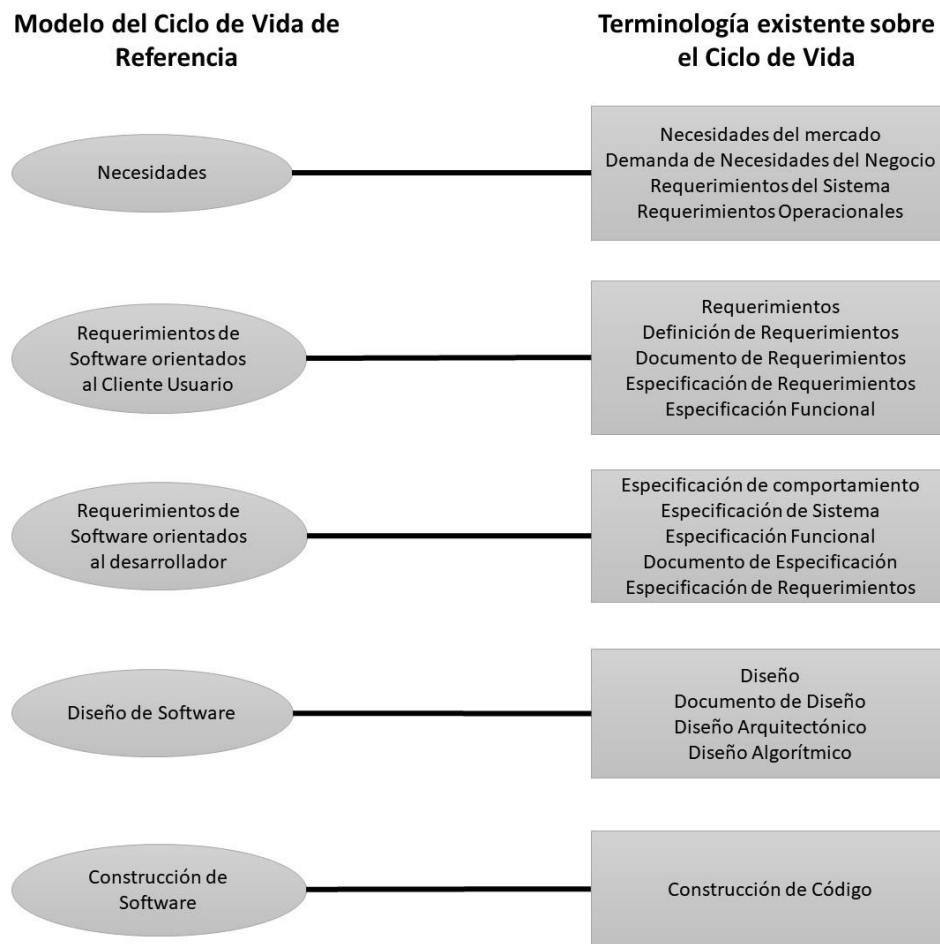 Modelo del Ciclo de Vida de
Referencia
Terminología existente sobre
el Ciclo de Vida
Necesidades
Necesidades del mercado
Demanda de Necesidades del Negocio
Requerimientos del Sistema
Requerimientos Operacionales
Requerimientos de
Software orientados
al Cliente Usuario
Requerimientos
Definición de Requerimientos
Documento de Requerimientos
Especificación de Requerimientos
Especificación Funcional
Requerimientos de
Software orientados
al desarrollador
Especificación de comportamiento
Especificación de Sistema
Especificación Funcional
Documento de Especificación
Especificación de Requerimientos
Diseño de Software
Diseño
Documento de Diseño
Diseño Arquitectónico
Diseño Algorítmico
Construcción de
Software
Construcción de Código